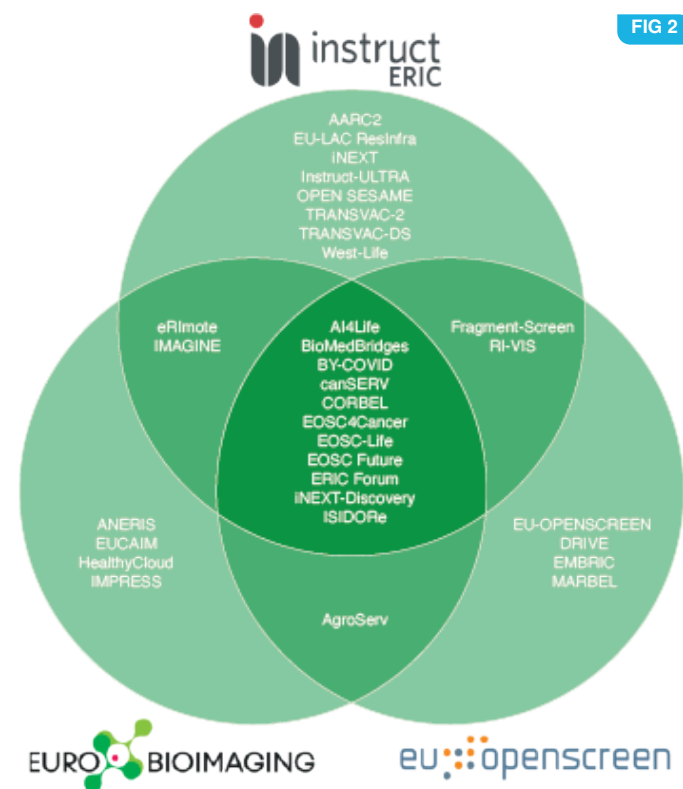 FIG 2
instruct
ERIC
AARC2
EU-LAC ResInfra
iNEXT
Instruct-ULTRA
OPEN SESAME
TRANSVAC-2
TRANSVAC-DS
West-Life
eRImote
IMAGINE
AI4Life
BioMedBridges
BY-COVID
canSERV
CORBEL
EOSC4Cancer
EOSC-Life
EOSC Future
ERIC Forum
iNEXT-Discovery
ISIDORe
Fragment-Screen
RI-VIS
ANERIS
EUCAIM
HealthyCloud
IMPRESS
EU-OPENSCREEN
DRIVE
EMBRIC
MARBEL
AgroServ
EURO BIOIMAGING
eu openscreen